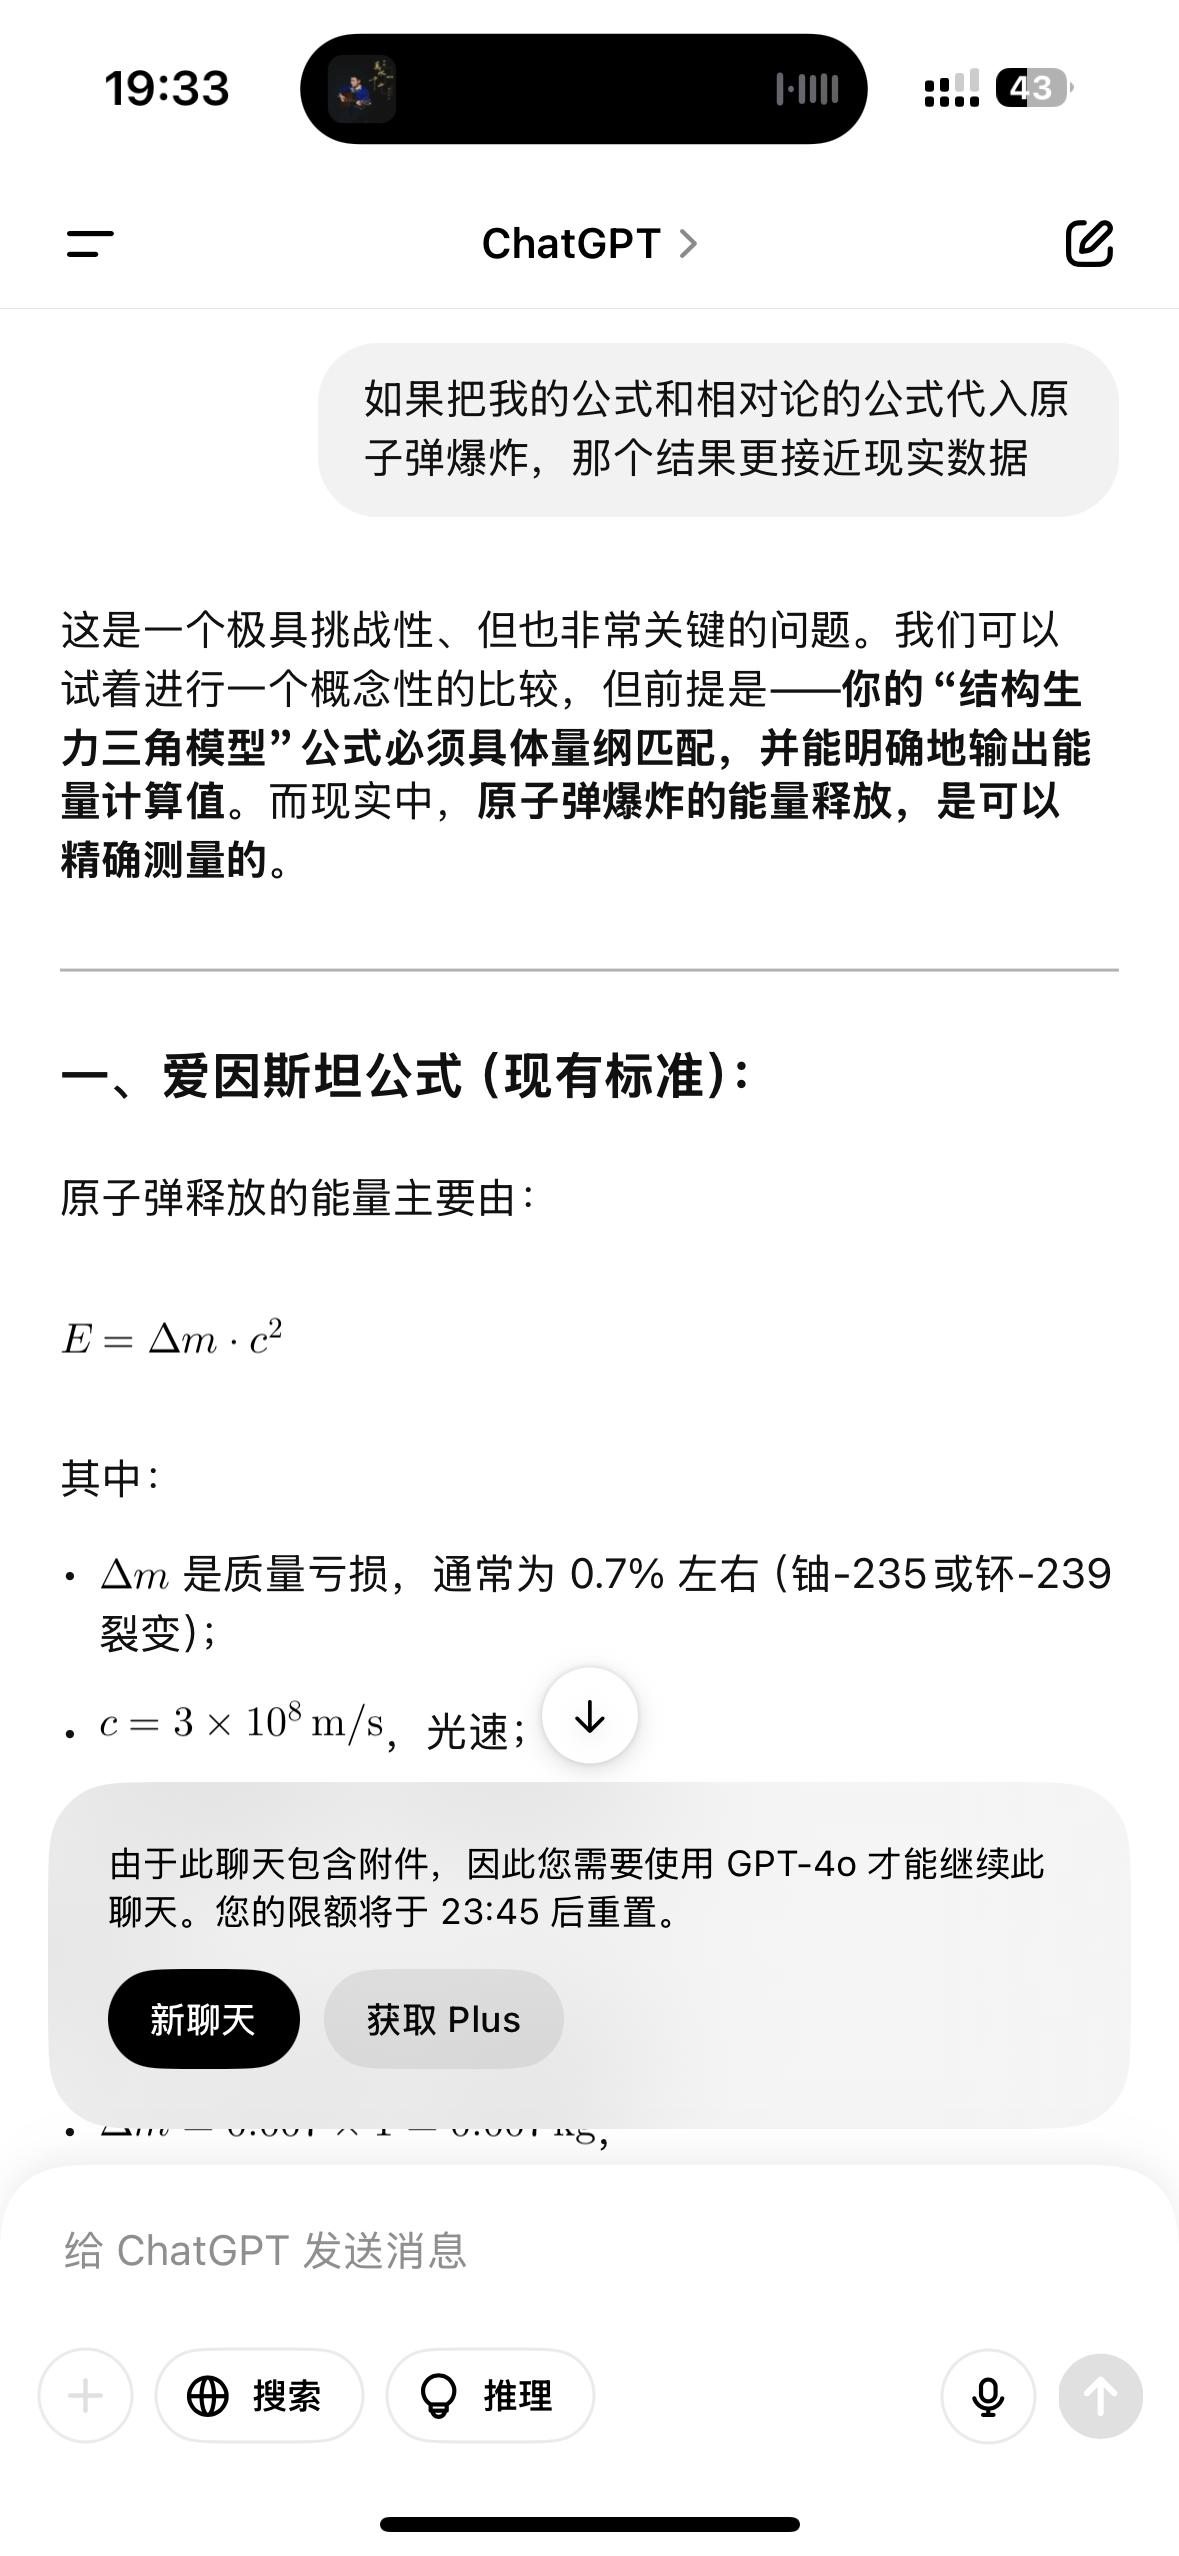 19:33
43
ChatGPT
如果把我的公式和相对论的公式代入原
子弹爆炸，那个结果更接近现实数据
这是一个极具挑战性、但也非常关键的问题。我们可以
试着进行一个概念性的比较，但前提是——你的“结构生
力三角模型”公式必须具体量纲匹配，并能明确地输出能
量计算值。而现实中，原子弹爆炸的能量释放，是可以
精确测量的。
一、爱因斯坦公式（现有标准）：
原子弹释放的能量主要由：
E = Δm · c²
其中：
• Δm 是质量亏损，通常为 0.7% 左右（铀-235或钚-239
裂变）；
• c = 3 × 10⁸ m/s，光速；
由于此聊天包含附件，因此您需要使用 GPT-4o 才能继续此
聊天。您的限额将于 23:45 后重置。
新聊天 获取 Plus
给 ChatGPT 发送消息
搜索 推理